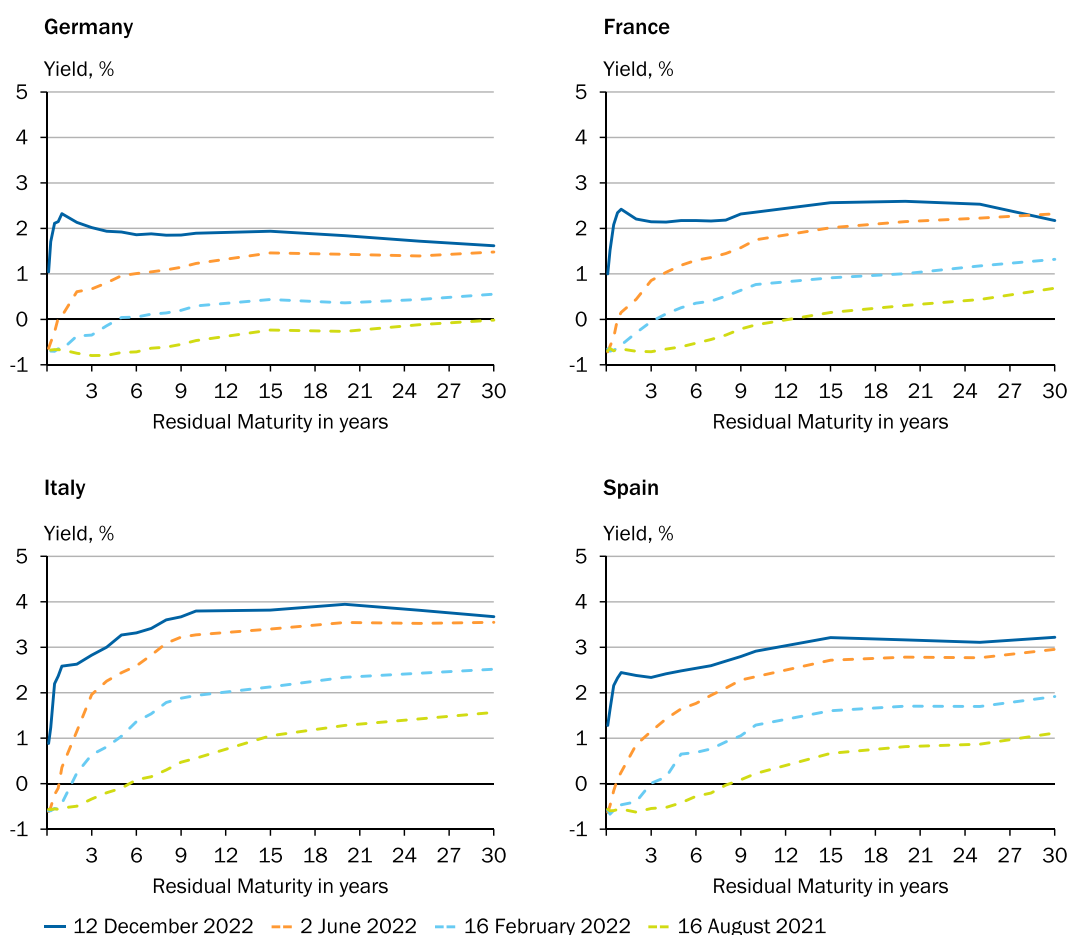 Germany
Yield, %
5
4
3
2
1
0
-1
3 6 9 12 15 18 21 24 27 30
Residual Maturity in years
France
Yield, %
5
4
3
2
1
0
-1
3 6 9 12 15 18 21 24 27 30
Residual Maturity in years
Italy
Yield, %
5
4
3
2
1
0
-1
3 6 9 12 15 18 21 24 27 30
Residual Maturity in years
Spain
Yield, %
5
4
3
2
1
0
-1
3 6 9 12 15 18 21 24 27 30
Residual Maturity in years
12 December 2022 2 June 2022 16 February 2022 16 August 2021